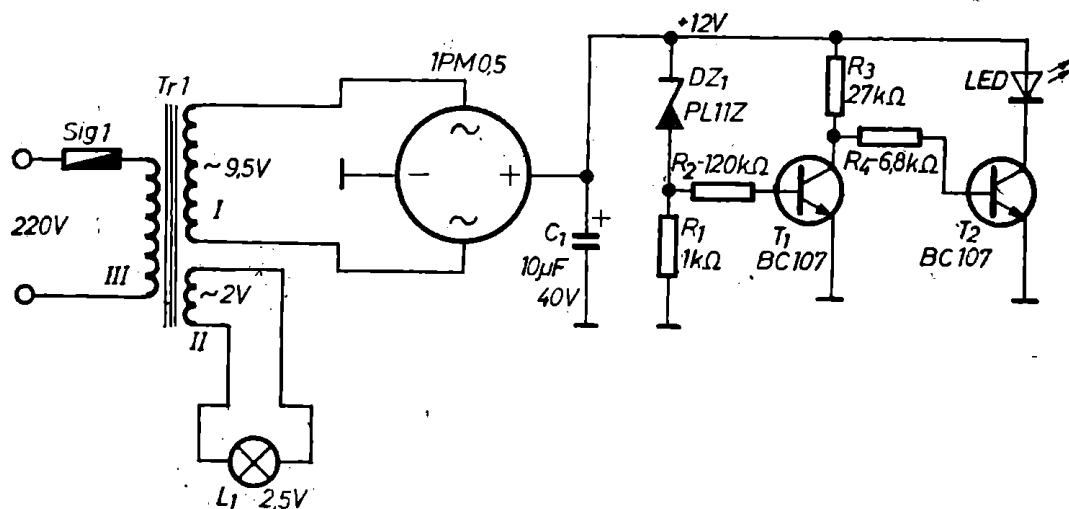 1PM0,5
+12V
Tr1
Sig1
~9,5V
I
220V
III
~2V
II
L1 2,5V
~
-
+
~
C1
+
10µF
40V
DZ1
PL11Z
R2-120kΩ
R1
1kΩ
R3
27kΩ
R4-6,8kΩ
T1
BC107
LED
T2
BC107